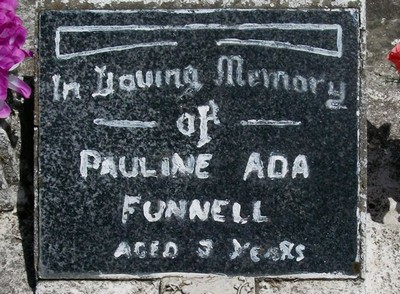 In Loving Memory
of
PAULINE ADA
FUNNELL
AGED 3 YEARS